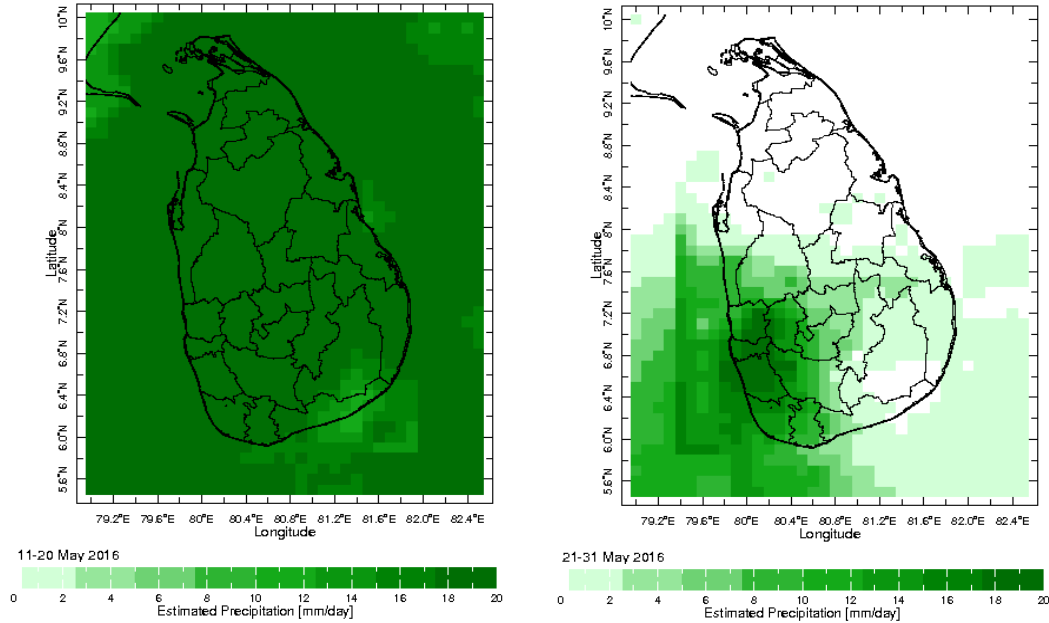 10°N
9.6°N
9.2°N
8.8°N
8.4°N
8°N
7.6°N
7.2°N
6.8°N
6.4°N
6.0°N
5.6°N
Latitude
79.2°E 79.6°E 80°E 80.4°E 80.8°E 81.2°E 81.6°E 82.0°E 82.4°E
Longitude
11-20 May 2016
0 2 4 6 8 10 12 14 16 18 20
Estimated Precipitation [mm/day]
10°N
9.6°N
9.2°N
8.8°N
8.4°N
8°N
7.6°N
7.2°N
6.8°N
6.4°N
6.0°N
5.6°N
Latitude
79.2°E 79.6°E 80°E 80.4°E 80.8°E 81.2°E 81.6°E 82.0°E 82.4°E
Longitude
21-31 May 2016
0 2 4 6 8 10 12 14 16 18 20
Estimated Precipitation [mm/day]